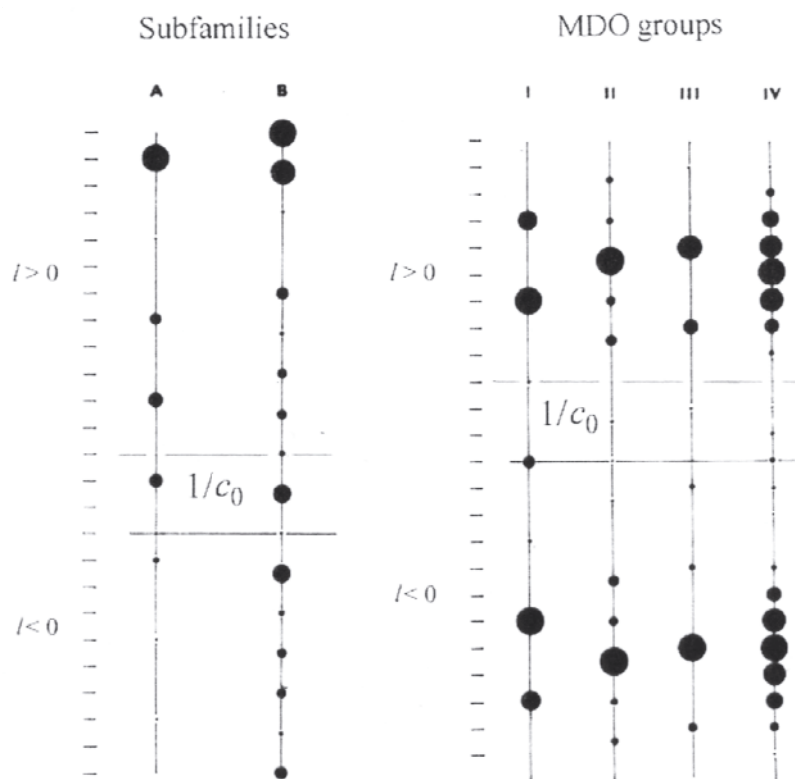 Subfamilies MDO groups
A B I II III IV
l > 0 l > 0
1/c0 1/c0
l < 0 l < 0